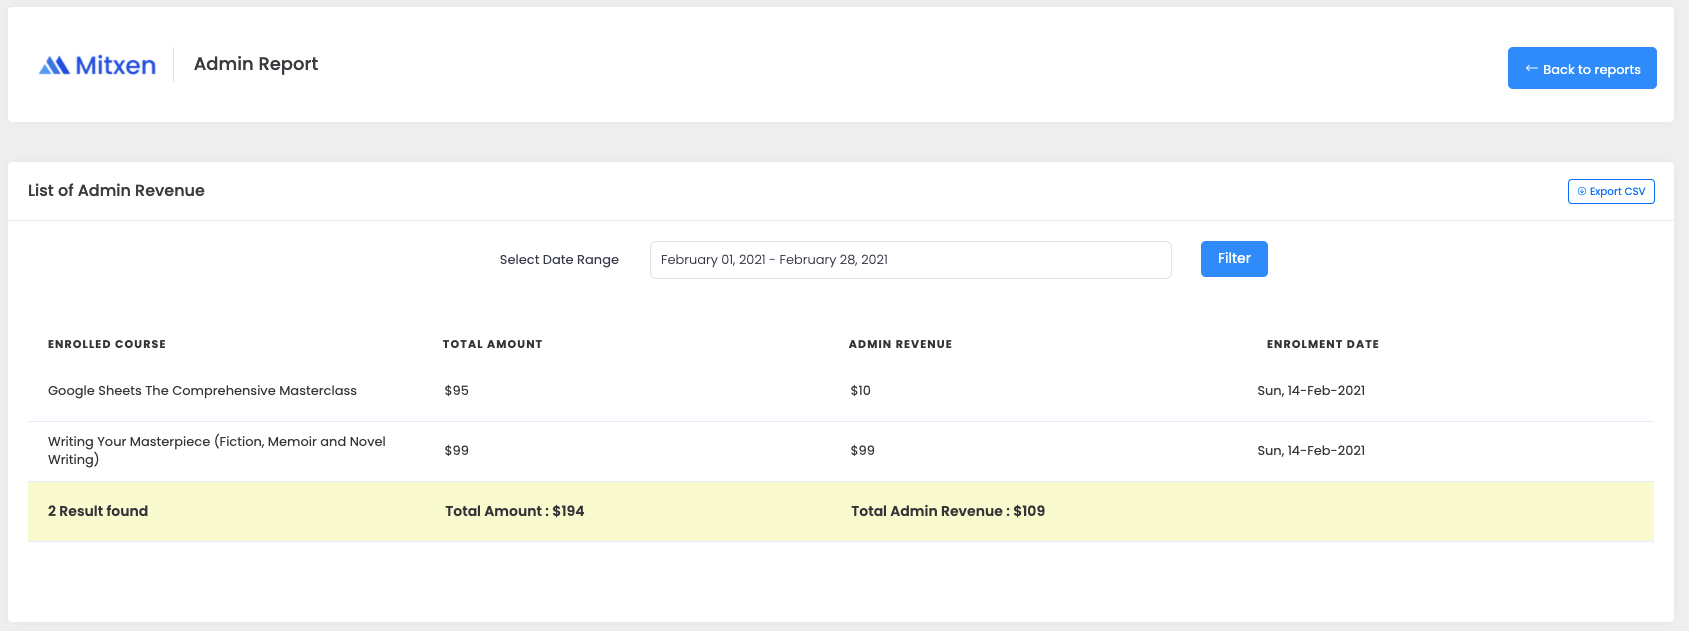 Mitxen
Admin Report
← Back to reports
List of Admin Revenue
Export CSV
Select Date Range
February 01, 2021 - February 28, 2021
Filter
ENROLLED COURSE TOTAL AMOUNT ADMIN REVENUE ENROLMENT DATE
Google Sheets The Comprehensive Masterclass $95 $10 Sun, 14-Feb-2021
Writing Your Masterpiece (Fiction, Memoir and Novel
Writing) $99 $99 Sun, 14-Feb-2021
2 Result found Total Amount : $194 Total Admin Revenue : $109